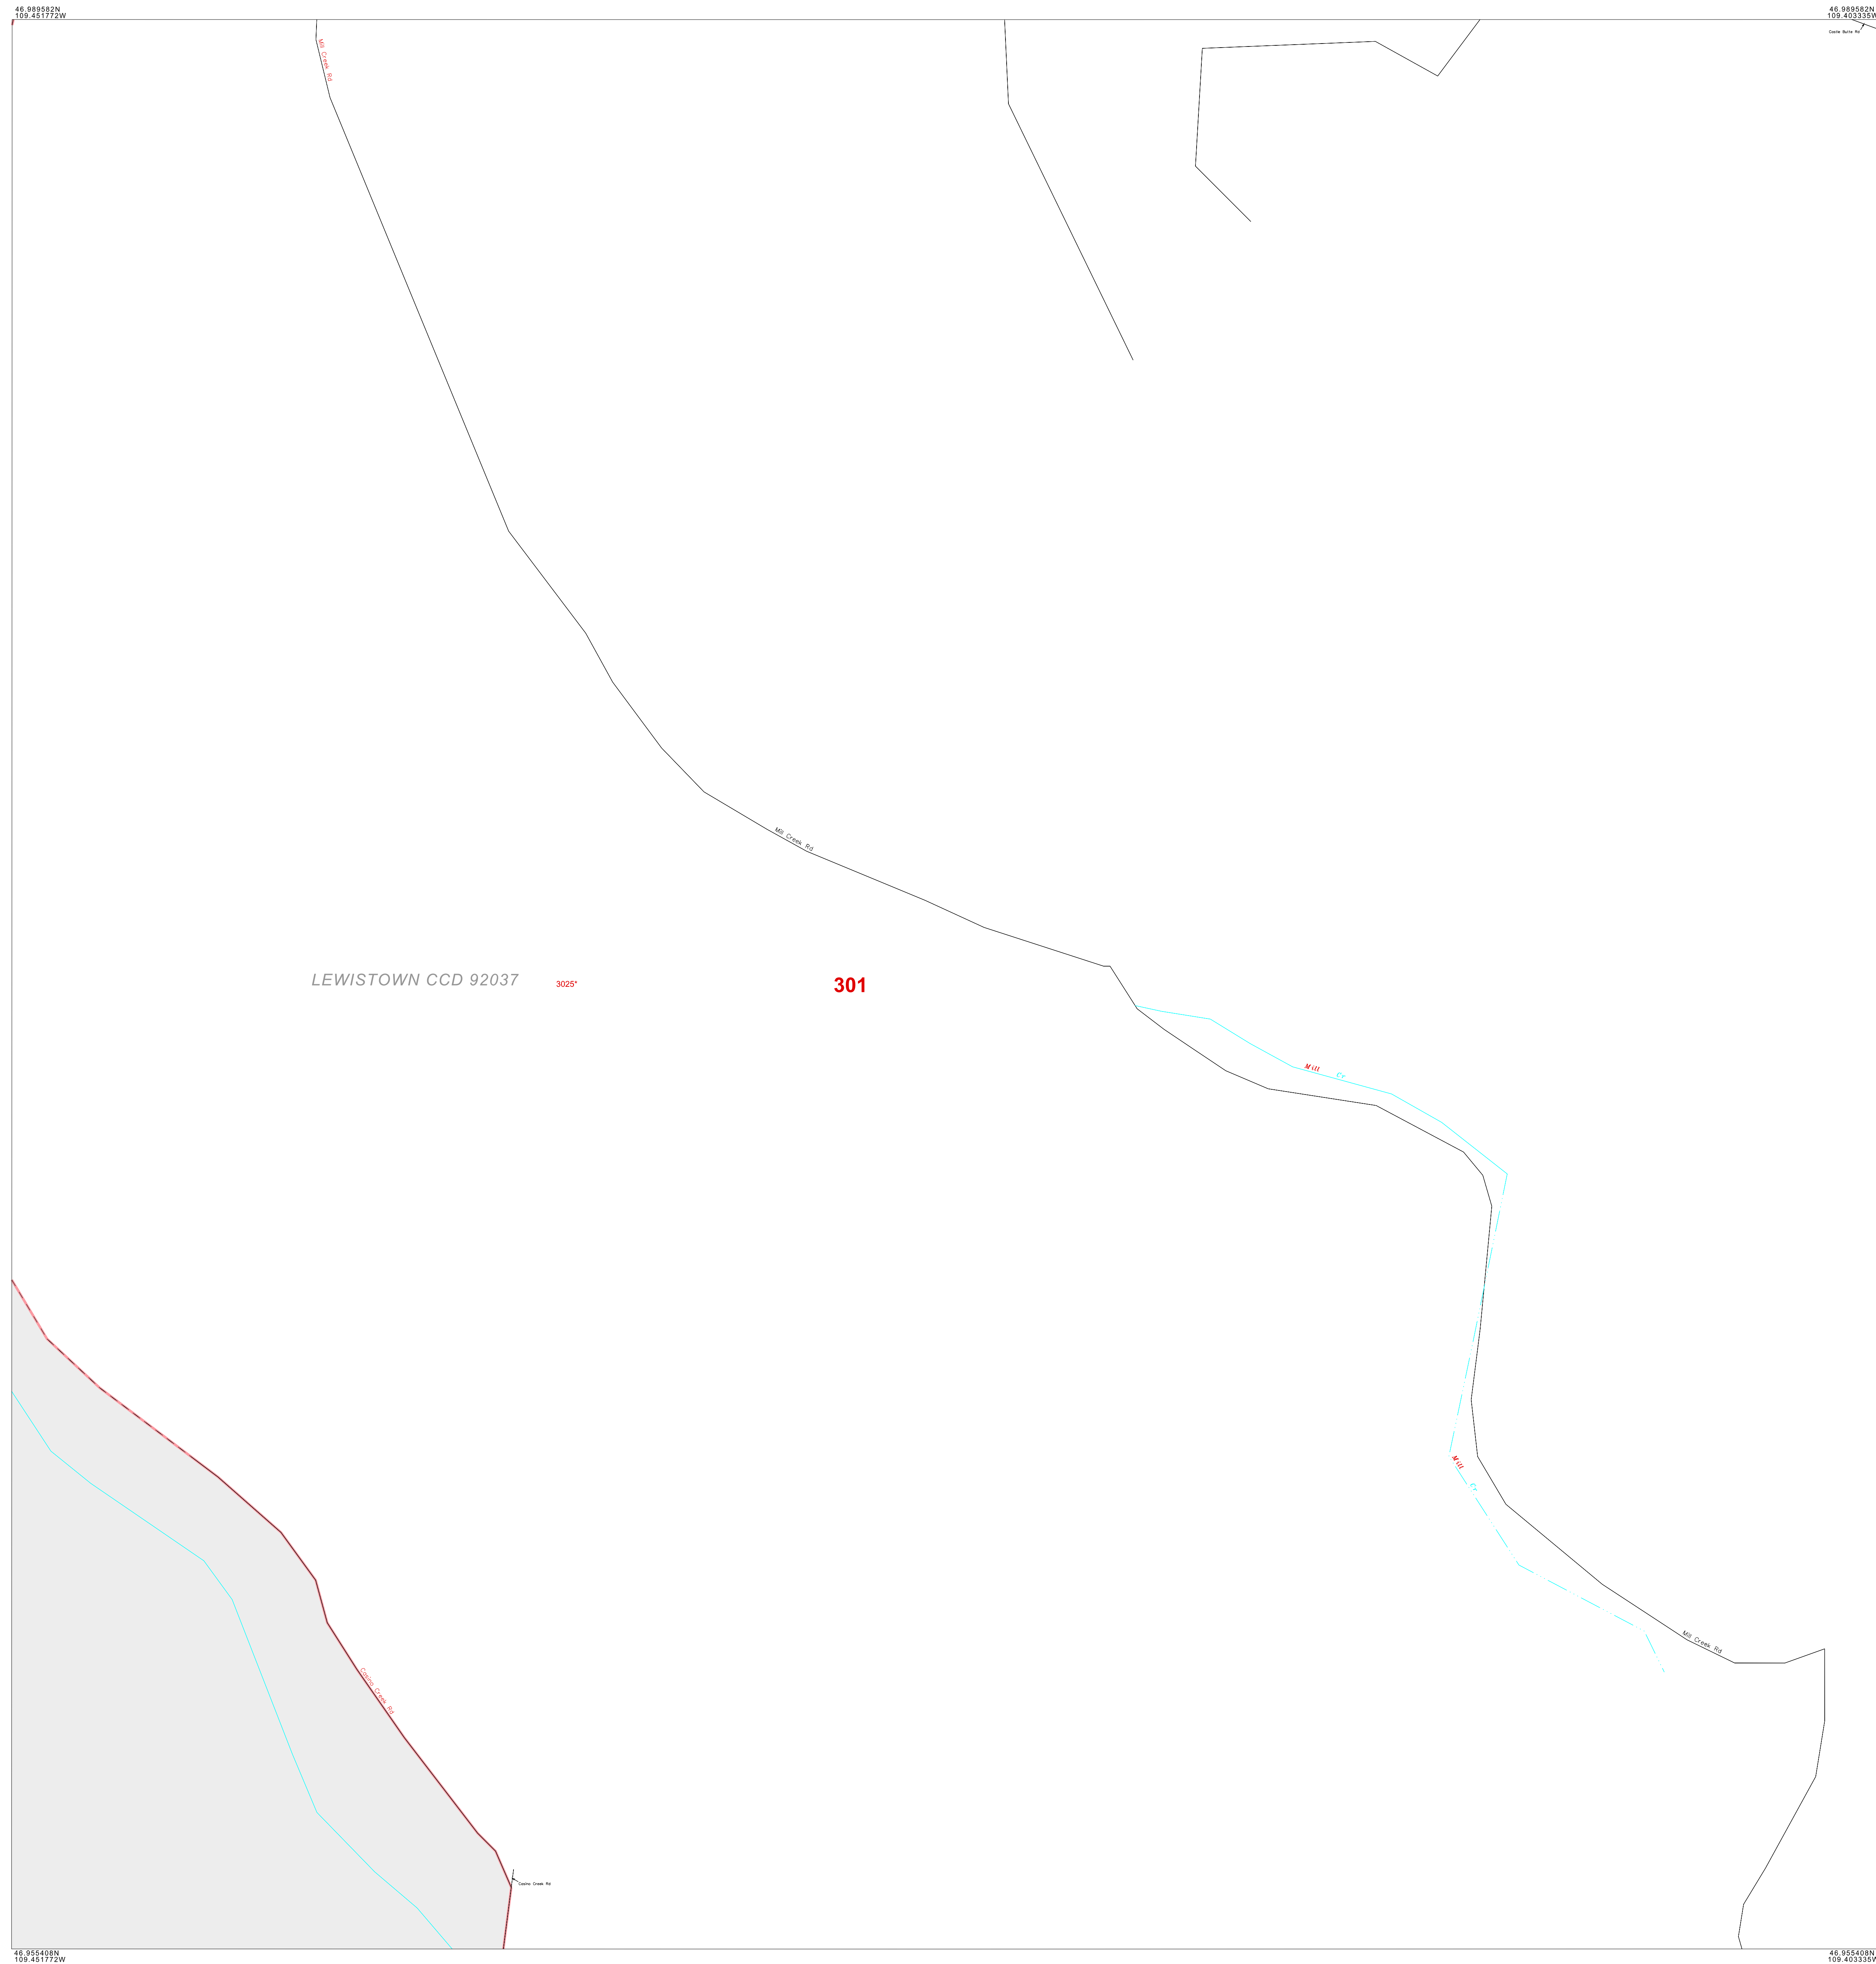 46.989582N
109.451772W
46.989582N
109.403335W
Castle Butte Rd
Mill Creek Rd
Mill Creek Rd
LEWISTOWN CCD 92037
3025*
301
Mill Cr
Mill Cr
Mill Creek Rd
Casino Creek Rd
Casino Creek Rd
46.955408N
109.451772W
46.955408N
109.403335W